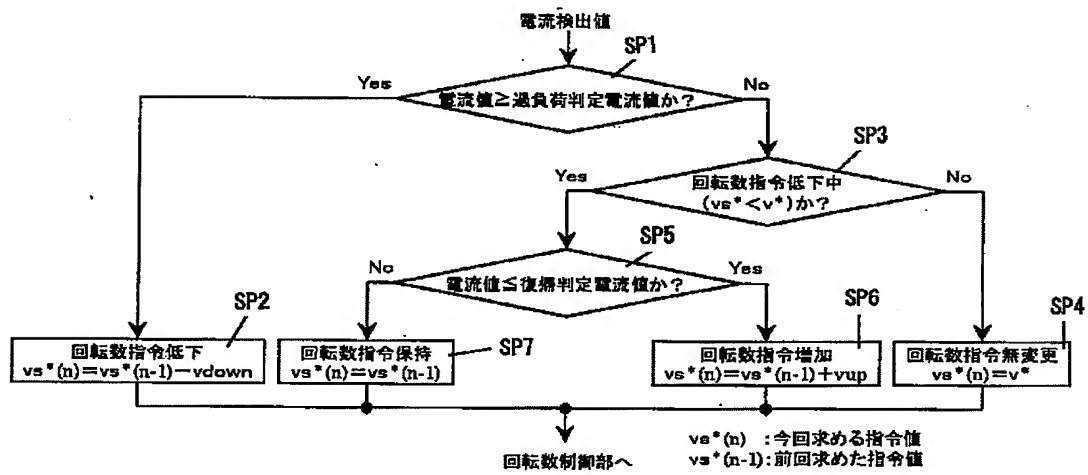 電流検出値
SP1
Yes
電流値≧過負荷判定電流値か？
No
SP3
Yes
回転数指令低下中
(vs*＜v*)か？
No
SP5
No
電流値≦復帰判定電流値か？
Yes
SP2
SP7
SP6
SP4
回転数指令低下
vs*(n)＝vs*(n-1)－vdown
回転数指令保持
vs*(n)＝vs*(n-1)
回転数指令増加
vs*(n)＝vs*(n-1)＋vup
回転数指令無変更
vs*(n)＝v*
回転数制御部へ
vs*(n) ：今回求める指令値
vs*(n-1)：前回求めた指令値